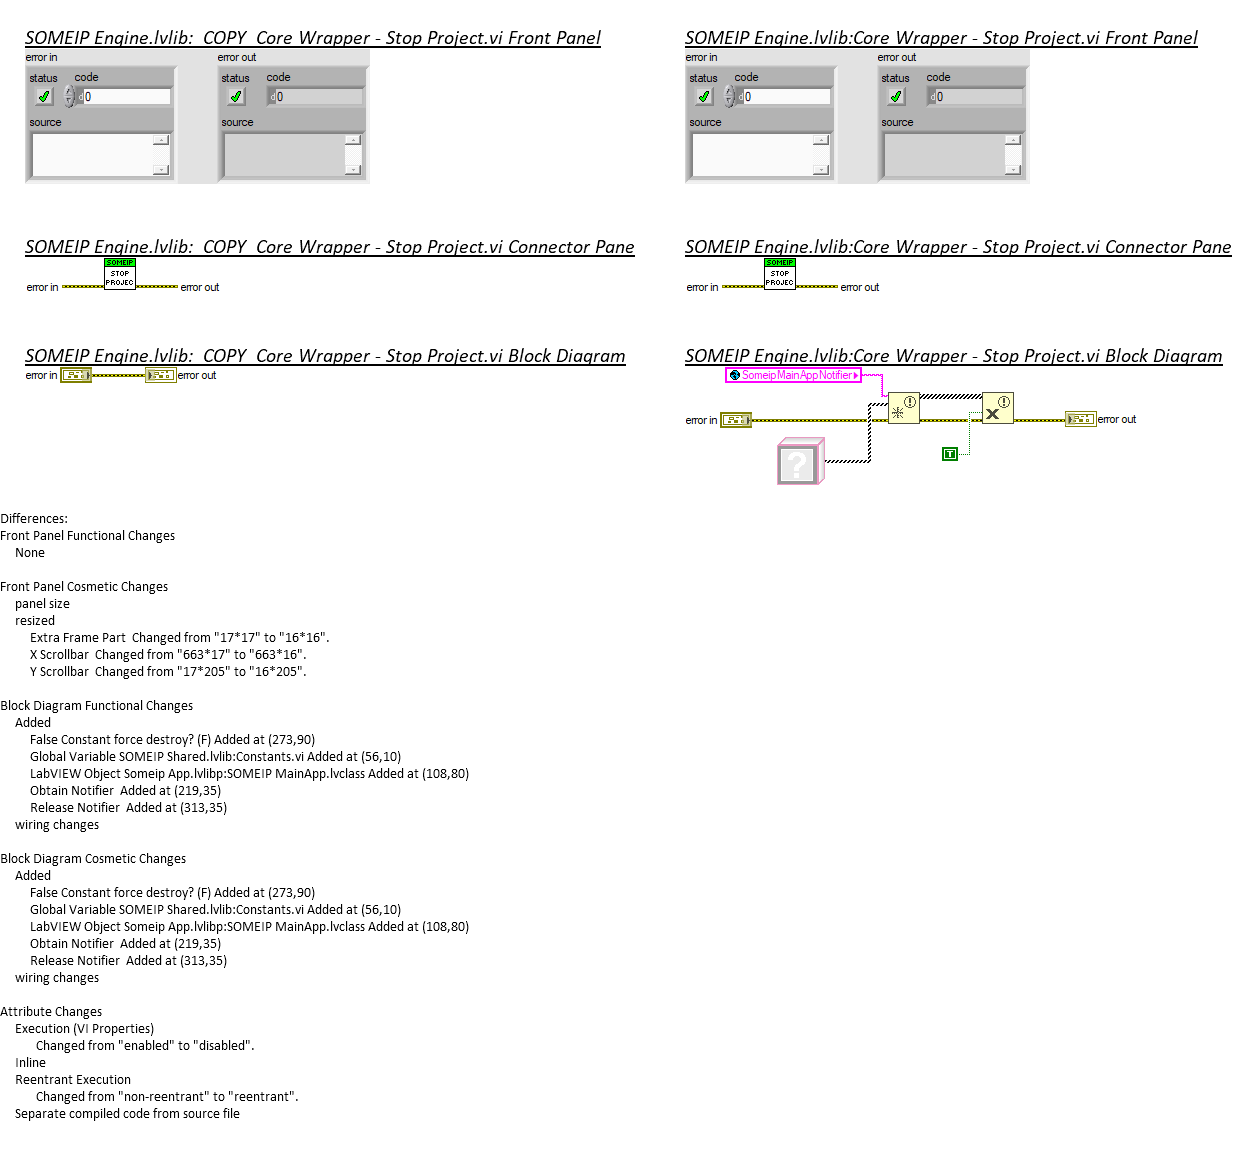 SOMEIP Engine.lvlib:_COPY_Core Wrapper - Stop Project.vi Front Panel
error in
error out
status
code
status
code
d 0
d 0
source
source
SOMEIP Engine.lvlib:Core Wrapper - Stop Project.vi Front Panel
error in
error out
status
code
status
code
d 0
d 0
source
source
SOMEIP Engine.lvlib:_COPY_Core Wrapper - Stop Project.vi Connector Pane
SOMEIP
STOP
PROJEC
error in
error out
SOMEIP Engine.lvlib:Core Wrapper - Stop Project.vi Connector Pane
SOMEIP
STOP
PROJEC
error in
error out
SOMEIP Engine.lvlib:_COPY_Core Wrapper - Stop Project.vi Block Diagram
error in
error out
SOMEIP Engine.lvlib:Core Wrapper - Stop Project.vi Block Diagram
SomeipMainAppNotifier
error in
error out
?
T
Differences:
Front Panel Functional Changes
None
Front Panel Cosmetic Changes
panel size
resized
Extra Frame Part  Changed from "17*17" to "16*16".
X Scrollbar  Changed from "663*17" to "663*16".
Y Scrollbar  Changed from "17*205" to "16*205".
Block Diagram Functional Changes
Added
False Constant force destroy? (F) Added at (273,90)
Global Variable SOMEIP Shared.lvlib:Constants.vi Added at (56,10)
LabVIEW Object Someip App.lvlibp:SOMEIP MainApp.lvclass Added at (108,80)
Obtain Notifier  Added at (219,35)
Release Notifier  Added at (313,35)
wiring changes
Block Diagram Cosmetic Changes
Added
False Constant force destroy? (F) Added at (273,90)
Global Variable SOMEIP Shared.lvlib:Constants.vi Added at (56,10)
LabVIEW Object Someip App.lvlibp:SOMEIP MainApp.lvclass Added at (108,80)
Obtain Notifier  Added at (219,35)
Release Notifier  Added at (313,35)
wiring changes
Attribute Changes
Execution (VI Properties)
Changed from "enabled" to "disabled".
Inline
Reentrant Execution
Changed from "non-reentrant" to "reentrant".
Separate compiled code from source file